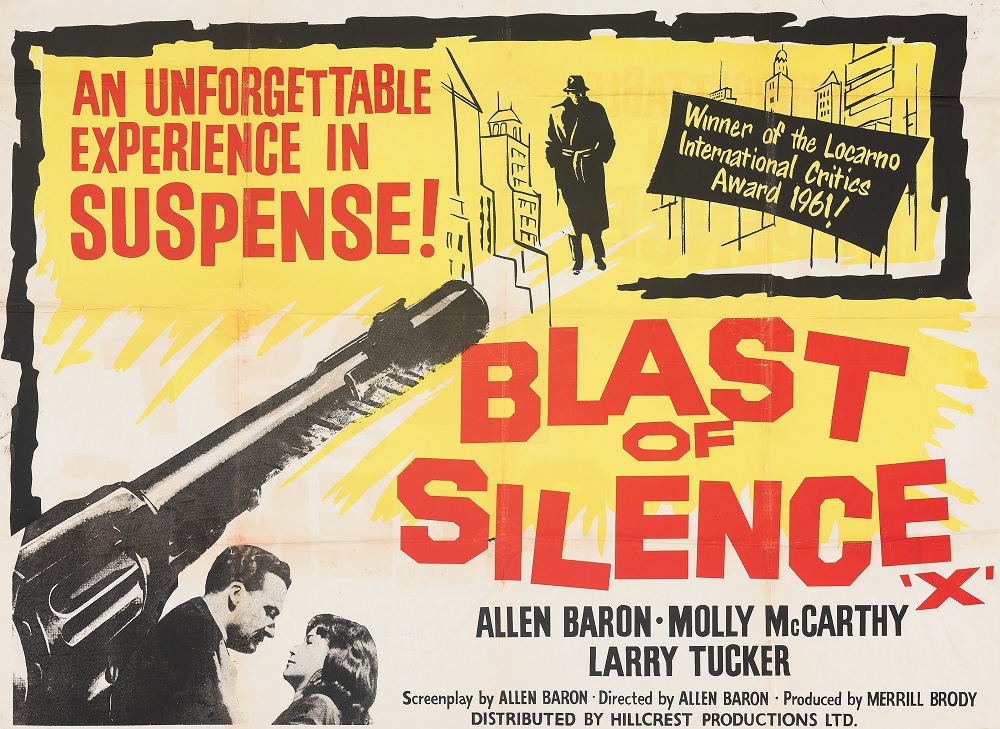 AN UNFORGETTABLE
EXPERIENCE IN
SUSPENSE!
Winner of the Locarno
International Critics
Award 1961!
BLAST
OF
SILENCE
'X'
ALLEN BARON · MOLLY McCARTHY
LARRY TUCKER
Screenplay by ALLEN BARON · Directed by ALLEN BARON · Produced by MERRILL BRODY
DISTRIBUTED BY HILLCREST PRODUCTIONS LTD.